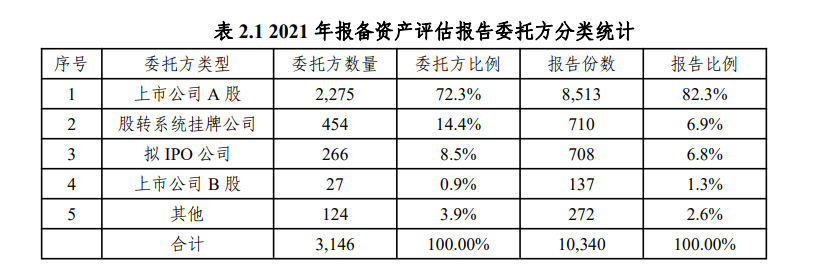 表 2.1 2021 年报备资产评估报告委托方分类统计
序号 委托方类型 委托方数量 委托方比例 报告份数 报告比例
1 上市公司 A 股 2,275 72.3% 8,513 82.3%
2 股转系统挂牌公司 454 14.4% 710 6.9%
3 拟 IPO 公司 266 8.5% 708 6.8%
4 上市公司 B 股 27 0.9% 137 1.3%
5 其他 124 3.9% 272 2.6%
合计 3,146 100.00% 10,340 100.00%